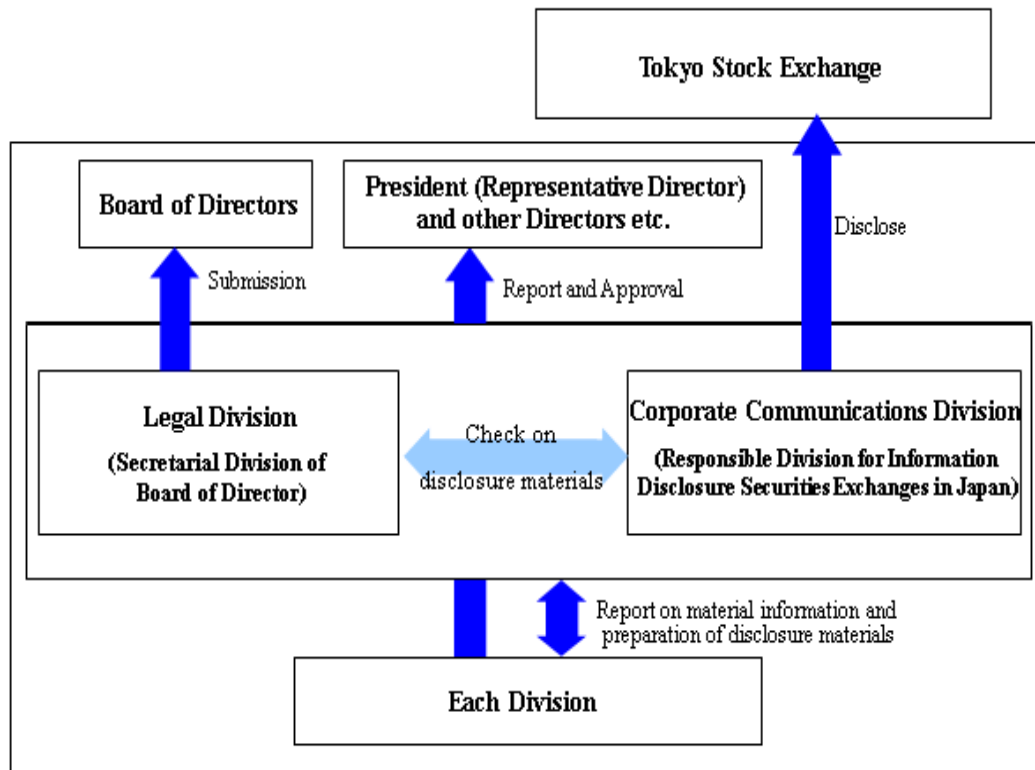 Tokyo Stock Exchange
Board of Directors
President (Representative Director)
and other Directors etc.
Disclose
Submission
Report and Approval
Legal Division
(Secretarial Division of
Board of Director)
Check on
disclosure materials
Corporate Communications Division
(Responsible Division for Information
Disclosure Securities Exchanges in Japan)
Report on material information and
preparation of disclosure materials
Each Division